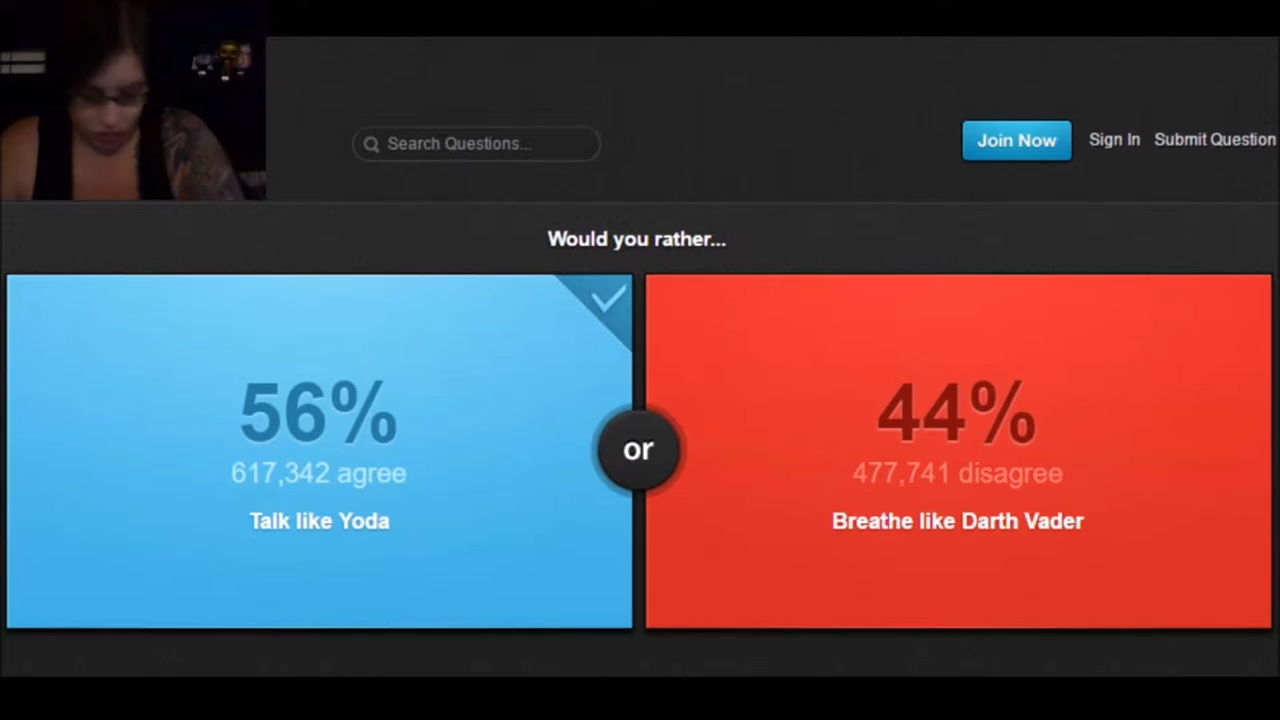 Search Questions...
Join Now
Sign In
Submit Question
Would you rather...
56%
617,342 agree
Talk like Yoda
or
44%
477,741 disagree
Breathe like Darth Vader